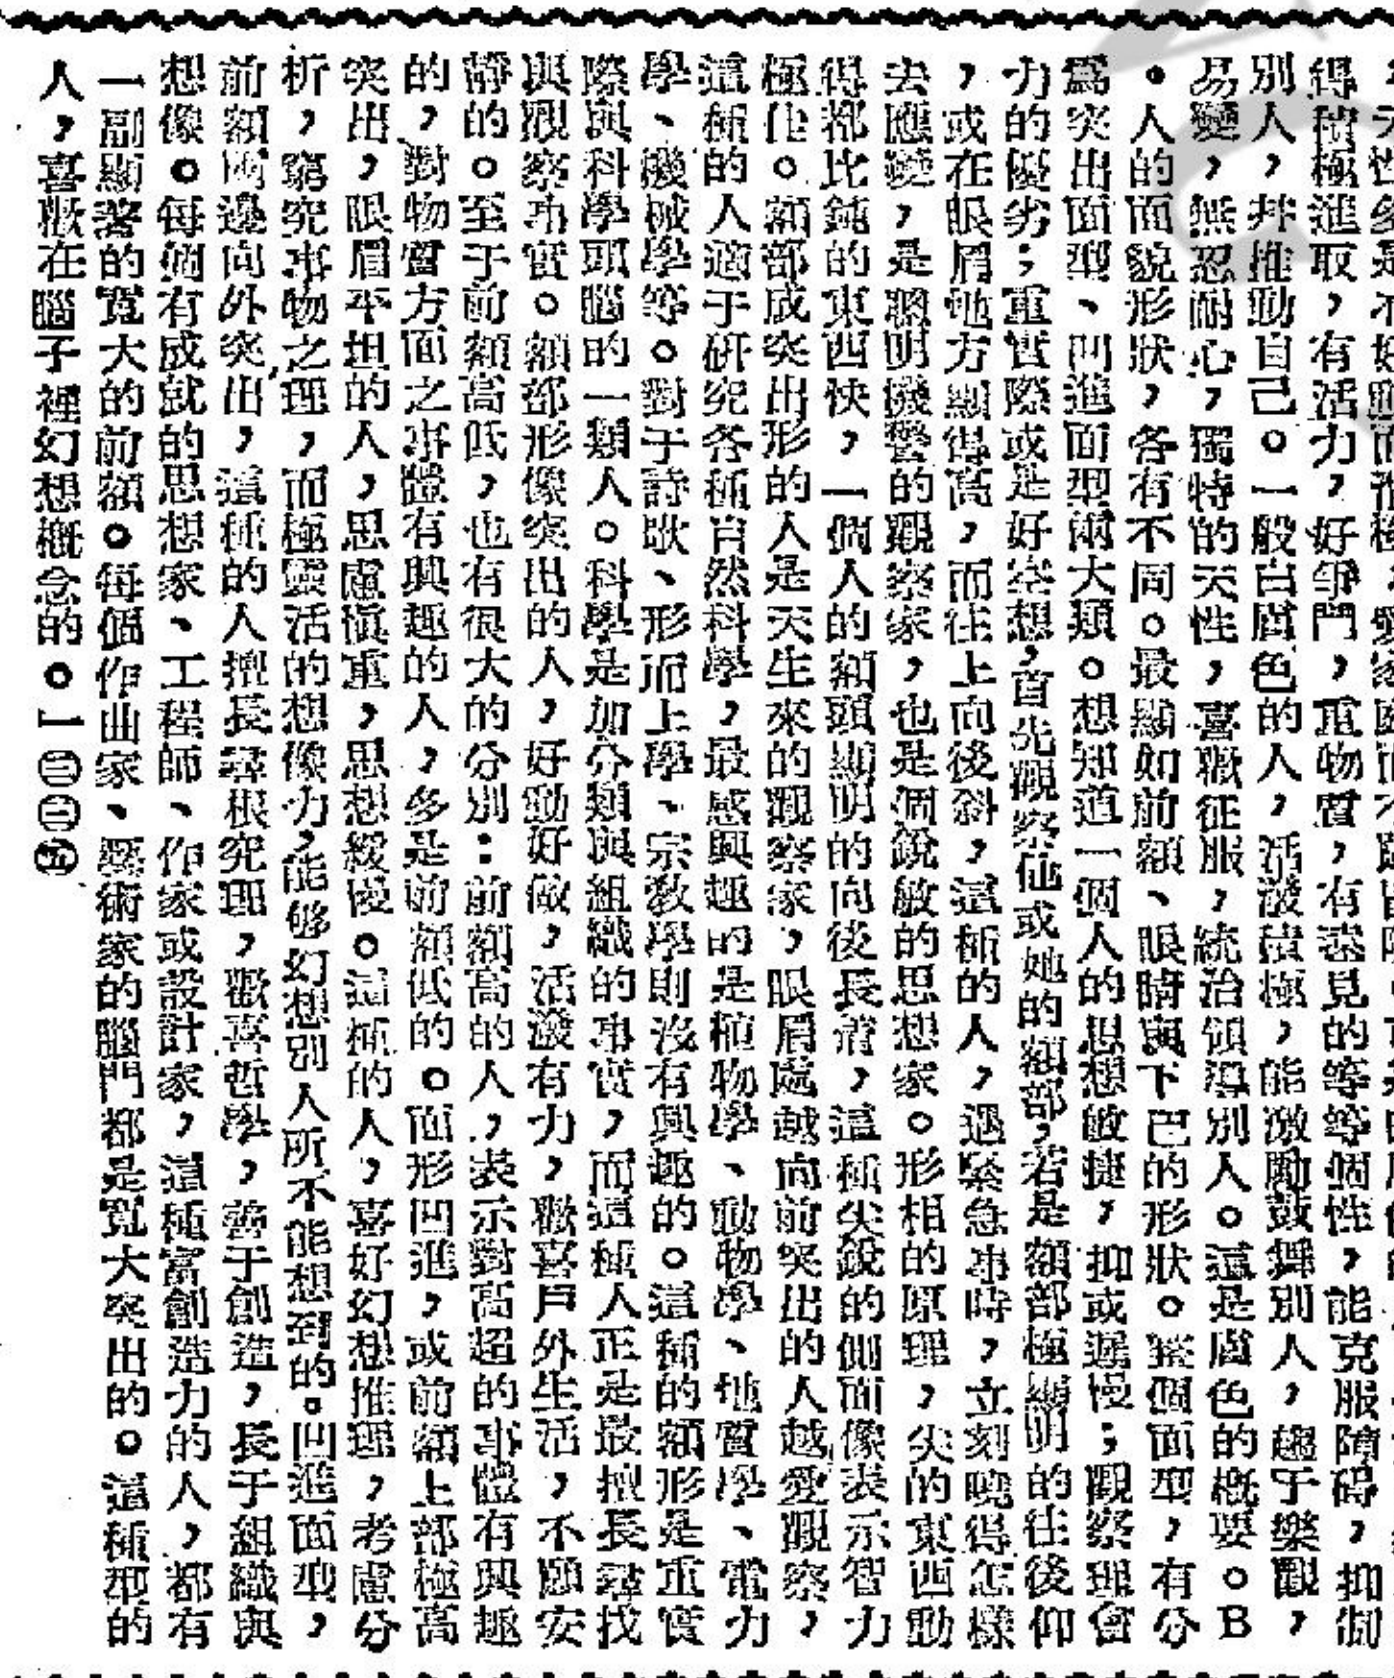 得積極進取，有活力，好爭鬥，重物質，有遠見的等等個性，能克服障碍，抑制
別人，幷推動自己。一般白膚色的人，活潑積極，能激勵鼓舞別人，趨于樂觀，
易變，無忍耐心，獨特的天性，喜歡征服，統治領導別人。這是膚色的槪要。B
。人的面貌形狀，各有不同。最顯如前額、眼睛與下巴的形狀。整個面型，有分
爲突出面型、凹進面型兩大類。想知道一個人的思想敏捷，抑或遲慢；觀察理會
力的優劣；重實際或是好空想，首先觀察他或她的額部，若是額部極顯明的往後仰
，或在眼眉地方顯得高，而往上向後斜，這種的人，遇緊急事時，立刻曉得怎樣
去應變，是聰明機警的觀察家，也是個銳敏的思想家。形相的原理，尖的東西動
得都比鈍的東西快，一個人的額頭顯明的向後長着，這種尖銳的側面像表示智力
極佳。額部成突出形的人是天生來的觀察家，眼眉處越向前突出的人越愛觀察，
這種的人適于硏究各種自然科學，最感興趣的是植物學、動物學、地質學、電力
學、機械學等。對于詩歌、形而上學、宗敎學則沒有興趣的。這種的額形是重實
際與科學頭腦的一類人。科學是加分類與組織的事實，而這種人正是最擅長尋找
與觀察事實。額部形像突出的人，好動好做，活潑有力，歡喜戶外生活，不願安
靜的。至于前額高低，也有很大的分別：前額高的人，表示對高超的事體有興趣
的，對物質方面之事體有興趣的人，多是前額低的。面形凹進，或前額上部極高
突出，眼眉平坦的人，思慮愼重，思想緩慢。這種的人，喜好幻想推理，考慮分
析，窮究事物之理，而極靈活的想像力，能够幻想別人所不能想到的。凹進面型，
前額兩邊向外突出，這種的人擅長尋根究理，歡喜哲學，善于創造，長于組織與
想像。每個有成就的思想家、工程師、作家或設計家，這種富創造力的人，都有
一副顯著的寬大的前額。每個作曲家、藝術家的腦門都是寬大突出的。這種型的
人，喜歡在腦子裡幻想槪念的。